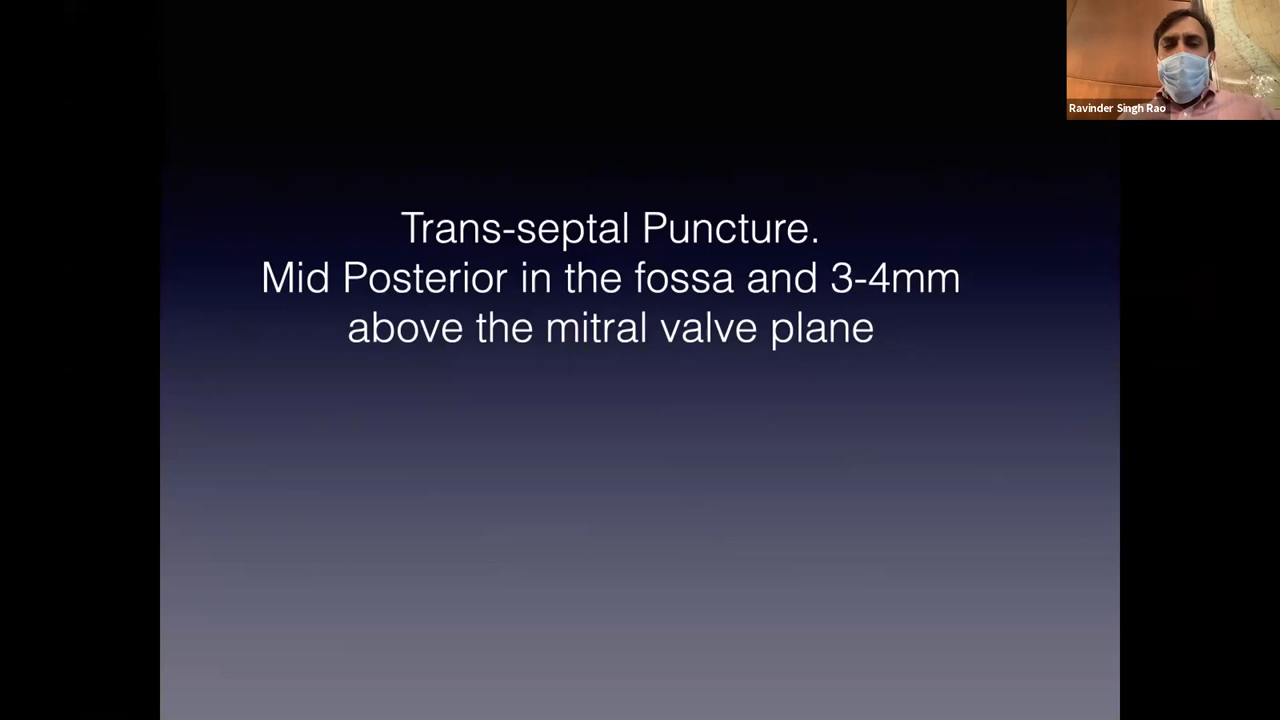 Ravinder Singh Rao
Trans-septal Puncture.
Mid Posterior in the fossa and 3-4mm
above the mitral valve plane